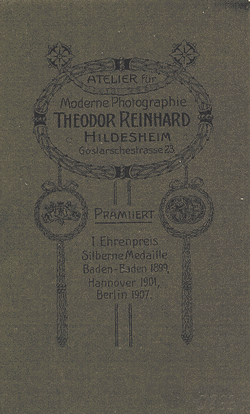 ATELIER für
Moderne Photographie
THEODOR REINHARD
HILDESHEIM
Goslarschestrasse 23
PRÄMIIERT
I. Ehrenpreis
Silberne Medaille
Baden-Baden 1899,
Hannover 1901,
Berlin 1907.